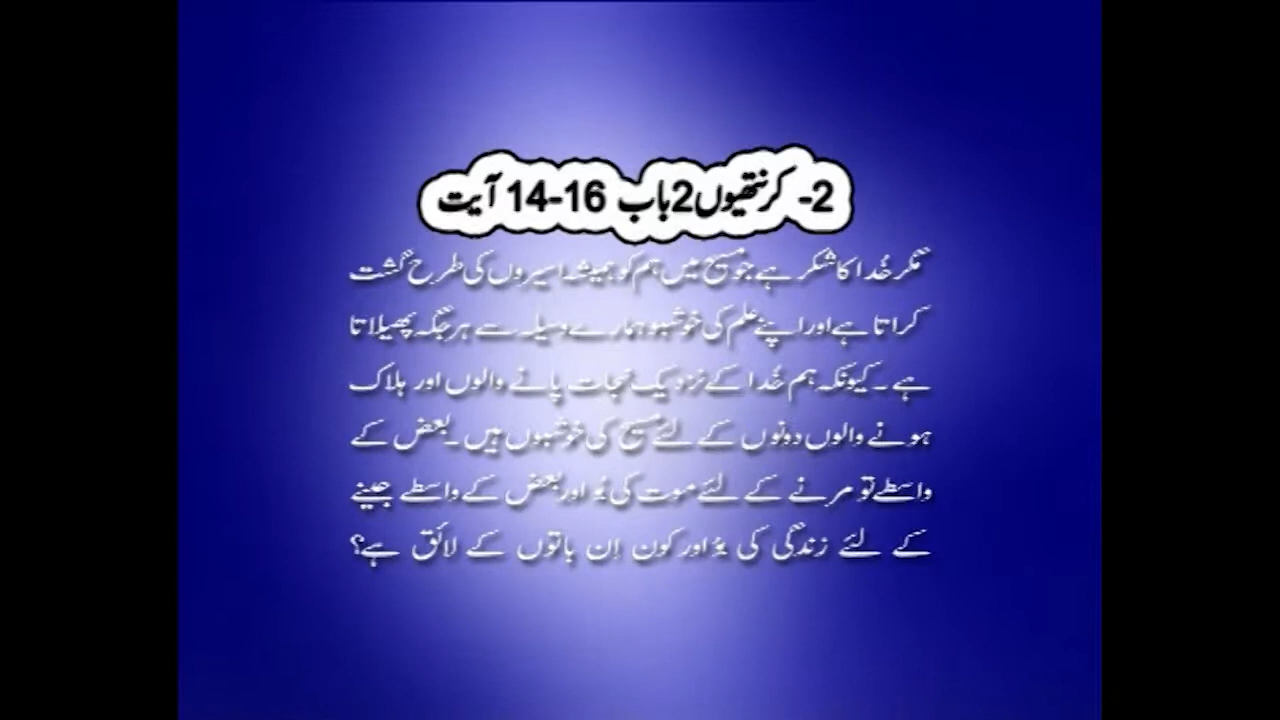 2- کرنتھیوں 2 باب 16-14 آیت
مگر خُدا کا شکر ہے جو مسیح میں ہم کو ہمیشہ اسیروں کی طرح گشت
کراتا ہے اور اپنے علم کی خوشبو ہمارے وسیلہ سے ہر جگہ پھیلاتا
ہے ۔ کیونکہ ہم خُدا کے نزدیک نجات پانے والوں اور ہلاک
ہونے والوں دونوں کے لئے مسیح کی خوشبوں ہیں ۔ بعض کے
واسطے تو مرنے کے لئے موت کی بُو اور بعض کے واسطے جینے
کے لئے زندگی کی بُو اور کون اِن باتوں کے لائق ہے؟